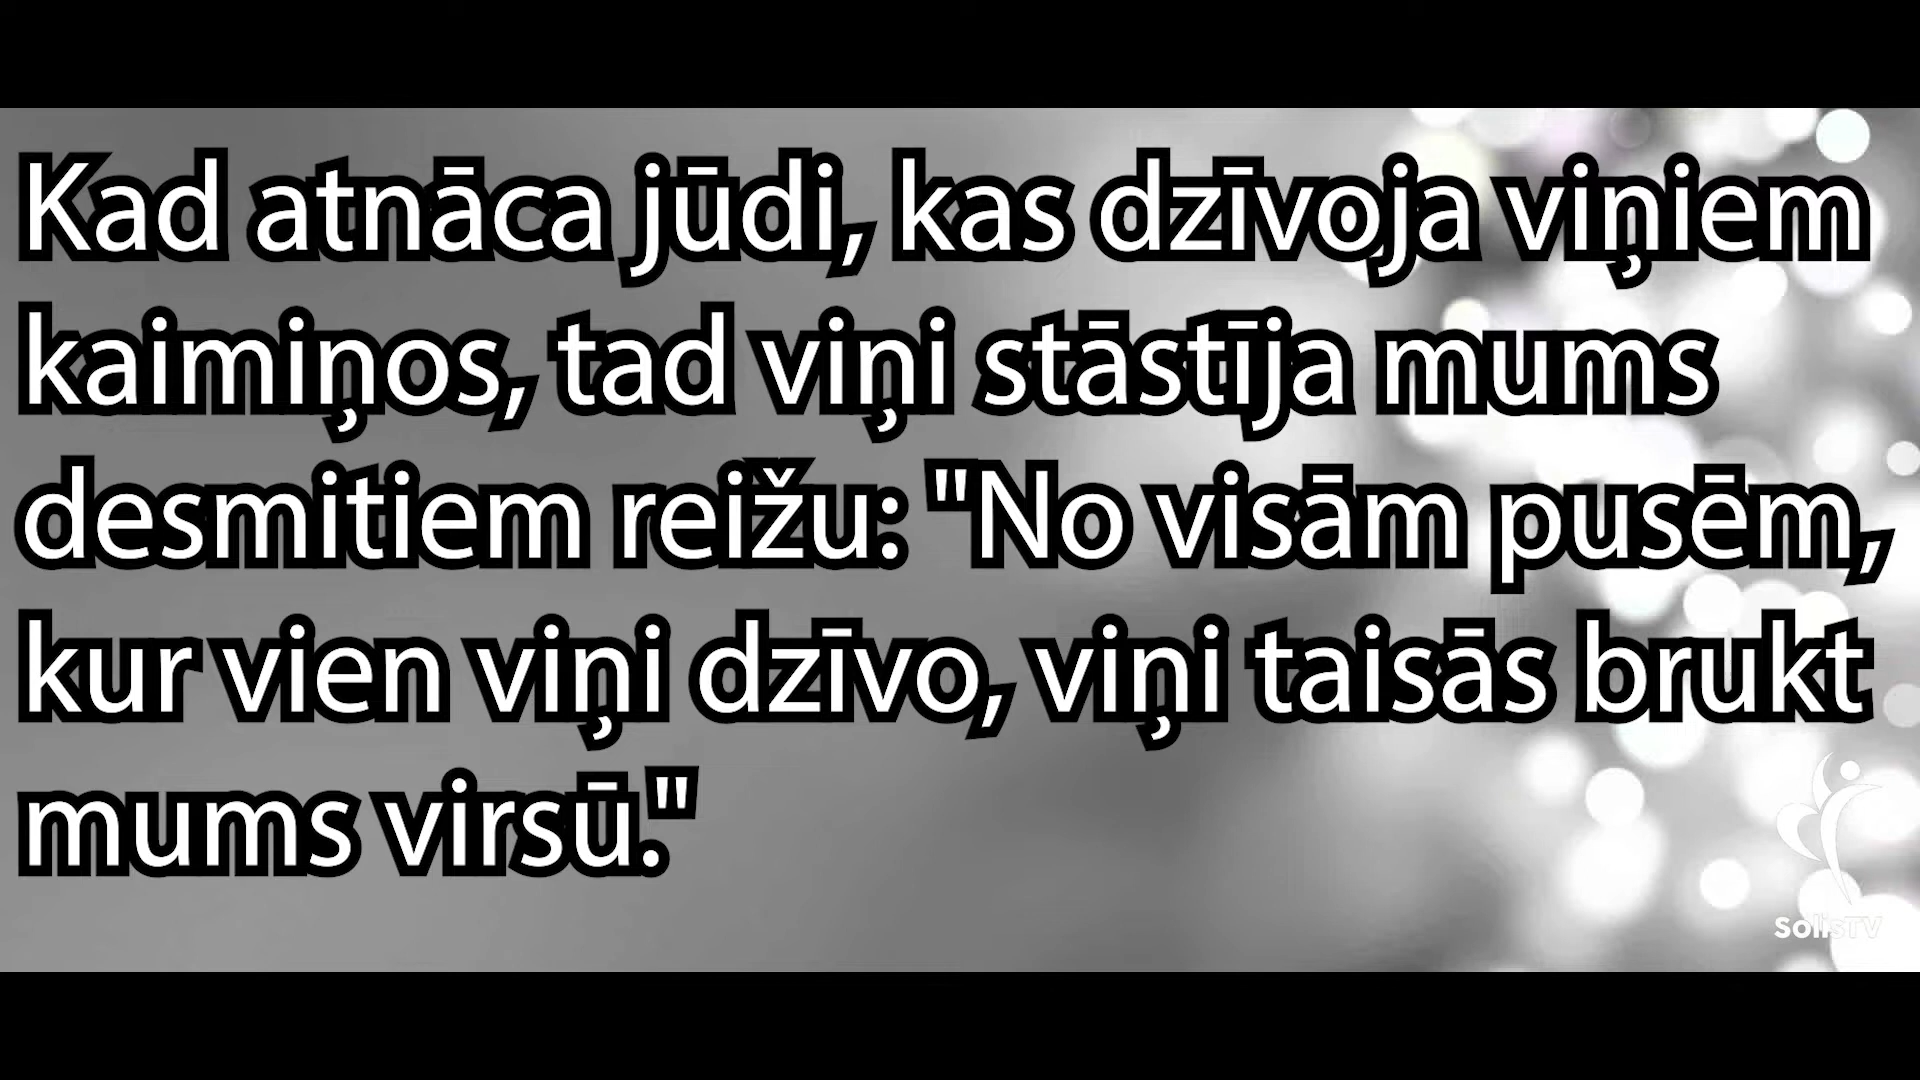 Kad atnāca jūdi, kas dzīvoja viņiem
kaimiņos, tad viņi stāstīja mums
desmitiem reižu: "No visām pusēm,
kur vien viņi dzīvo, viņi taisās brukt
mums virsū."
SolisTV